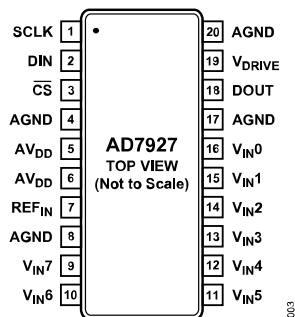 SCLK 1
DIN 2
CS 3
AGND 4
AVDD 5
AVDD 6
REFIN 7
AGND 8
VIN7 9
VIN6 10
AD7927
TOP VIEW
(Not to Scale)
20 AGND
19 VDRIVE
18 DOUT
17 AGND
16 VIN0
15 VIN1
14 VIN2
13 VIN3
12 VIN4
11 VIN5
003